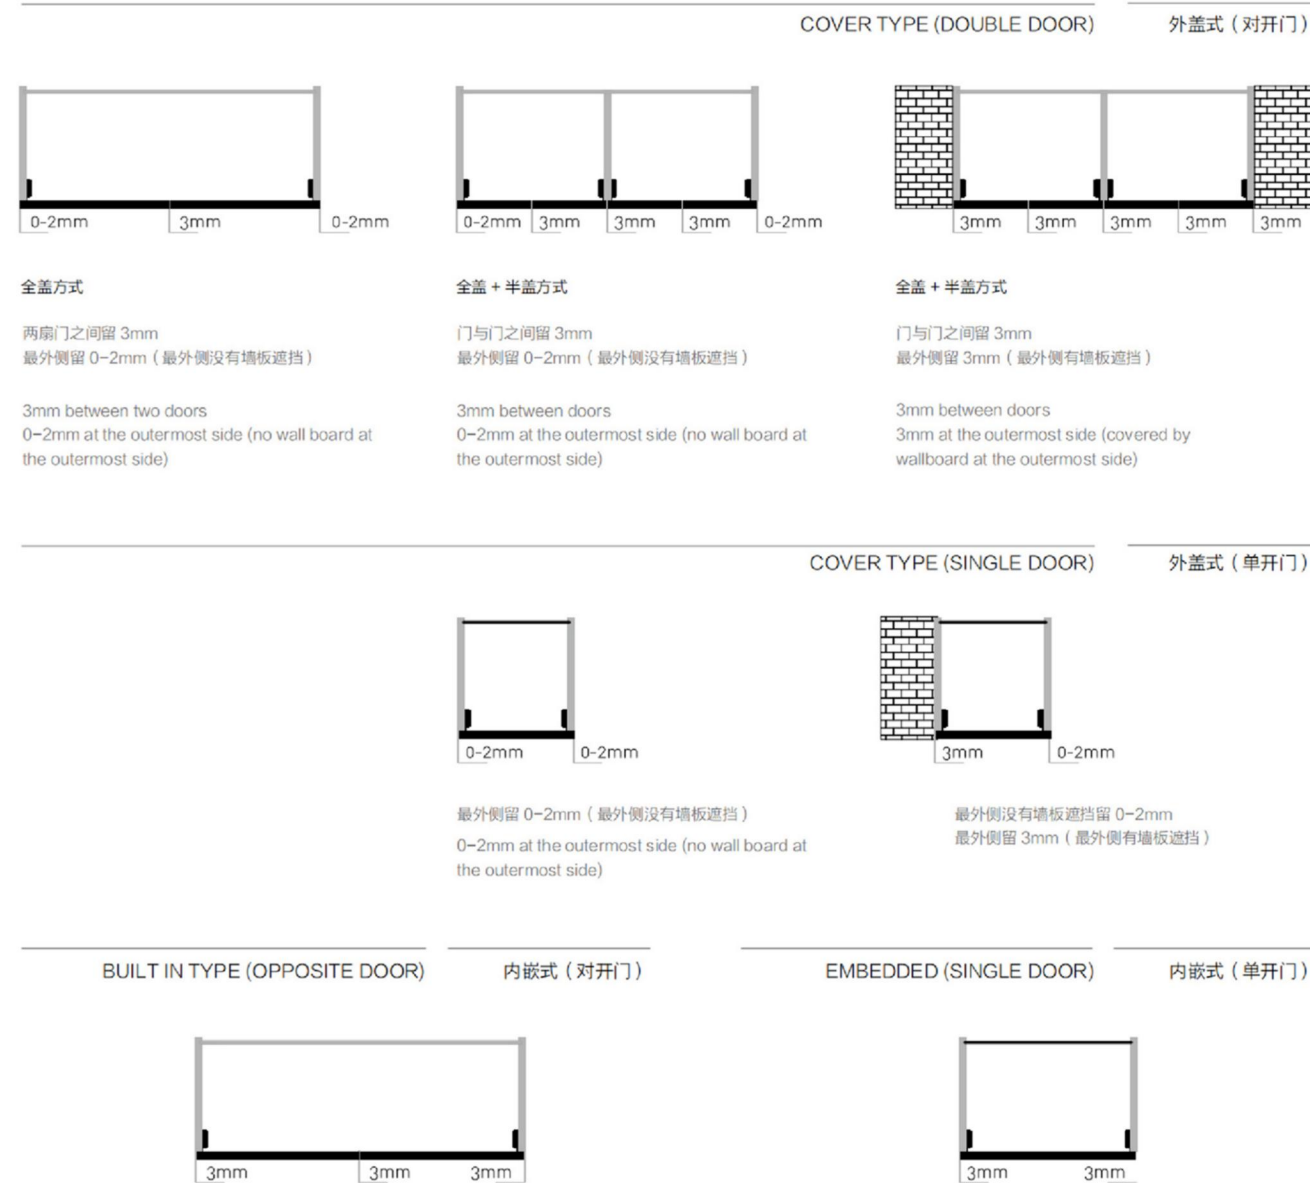 COVER TYPE (DOUBLE DOOR)
外盖式（对开门）
0-2mm 3mm 0-2mm
0-2mm 3mm 3mm 3mm 0-2mm
3mm 3mm 3mm 3mm 3mm
全盖方式
两扇门之间留 3mm
最外侧留 0-2mm（最外侧没有墙板遮挡）
3mm between two doors
0-2mm at the outermost side (no wall board at
the outermost side)
全盖 + 半盖方式
门与门之间留 3mm
最外侧留 0-2mm（最外侧没有墙板遮挡）
3mm between doors
0-2mm at the outermost side (no wall board at
the outermost side)
全盖 + 半盖方式
门与门之间留 3mm
最外侧留 3mm（最外侧有墙板遮挡）
3mm between doors
3mm at the outermost side (covered by
wallboard at the outermost side)
COVER TYPE (SINGLE DOOR)
外盖式（单开门）
0-2mm 0-2mm
3mm 0-2mm
最外侧留 0-2mm（最外侧没有墙板遮挡）
0-2mm at the outermost side (no wall board at
the outermost side)
最外侧没有墙板遮挡留 0-2mm
最外侧留 3mm（最外侧有墙板遮挡）
BUILT IN TYPE (OPPOSITE DOOR)
内嵌式（对开门）
EMBEDDED (SINGLE DOOR)
内嵌式（单开门）
3mm 3mm 3mm
3mm 3mm